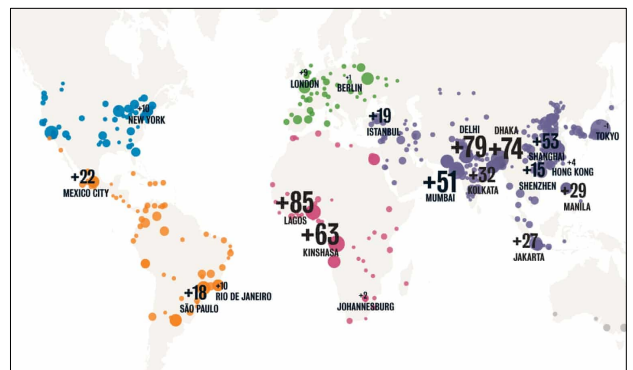 +9
LONDON
+1
BERLIN
+10
NEW YORK
+19
ISTANBUL
DELHI
+79
DHAKA
+74
+53
SHANGHAI
TOKYO
+4
HONG KONG
+22
MEXICO CITY
+51
MUMBAI
+32
KOLKATA
+15
SHENZHEN
+29
MANILA
+85
LAGOS
+63
KINSHASA
+27
JAKARTA
+18
SÃO PAULO
+10
RIO DE JANEIRO
+2
JOHANNESBURG